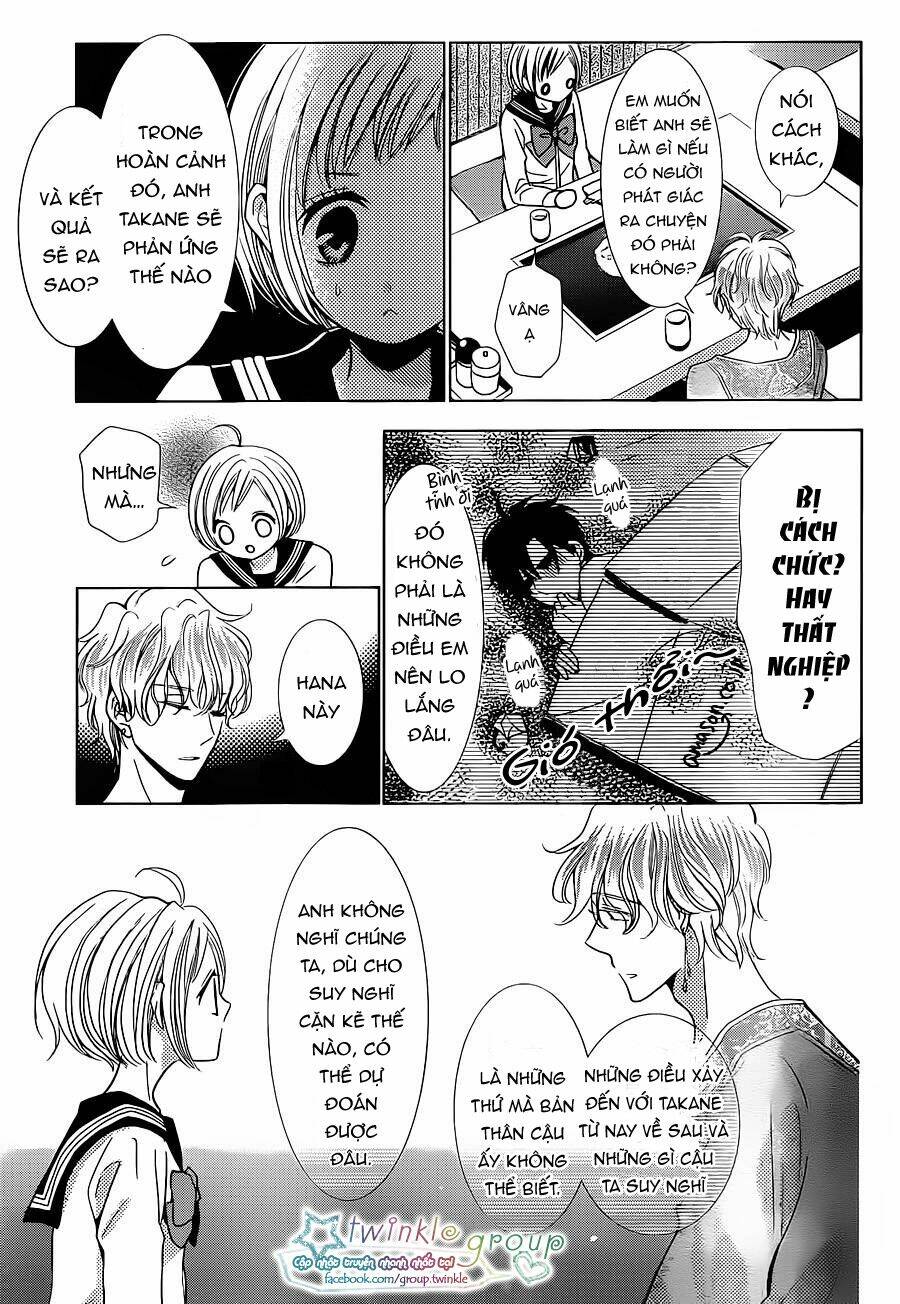 NÓI
CÁCH
KHÁC,
EM MUỐN
BIẾT ANH SẼ
LÀM GÌ NẾU
CÓ NGƯỜI
PHÁT GIÁC
RA CHUYỆN
ĐÓ PHẢI
KHÔNG?
VÂNG
Ạ
TRONG
HOÀN CẢNH
ĐÓ, ANH
TAKANE SẼ
PHẢN ỨNG
THẾ NÀO
VÀ KẾT
QUẢ
SẼ RA
SAO?
BỊ
CÁCH
CHỨC?
HAY
THẤT
NGHIỆP
?
Lạnh
quá
Lạnh
quá
Gió thổi~
amason.co.jp
Bình
tĩnh đi
ĐÓ
KHÔNG
PHẢI LÀ
NHỮNG
ĐIỀU EM
NÊN LO
LẮNG
ĐÂU.
NHƯNG
MÀ...
HANA
NÀY
NHỮNG ĐIỀU XẢY
ĐẾN VỚI TAKANE
TỪ NAY VỀ SAU VÀ
NHỮNG GÌ CẬU
TA SUY NGHĨ
LÀ NHỮNG
THỨ MÀ BẢN
THÂN CẬU
ẤY KHÔNG
THỂ BIẾT.
ANH KHÔNG
NGHĨ CHÚNG
TA, DÙ CHO
SUY NGHĨ
CẶN KẼ THẾ
NÀO, CÓ
THỂ DỰ
ĐOÁN
ĐƯỢC
ĐÂU.
twinkle group
cập nhật truyện nhanh nhất tại
facebook.com/group.twinkle